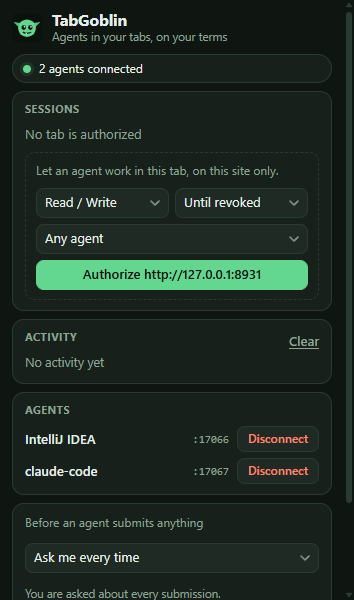 TabGoblin
Agents in your tabs, on your terms
2 agents connected
SESSIONS
No tab is authorized
Let an agent work in this tab, on this site only.
Read / Write
Until revoked
Any agent
Authorize http://127.0.0.1:8931
ACTIVITY
Clear
No activity yet
AGENTS
IntelliJ IDEA :17066 Disconnect
claude-code :17067 Disconnect
Before an agent submits anything
Ask me every time
You are asked about every submission.